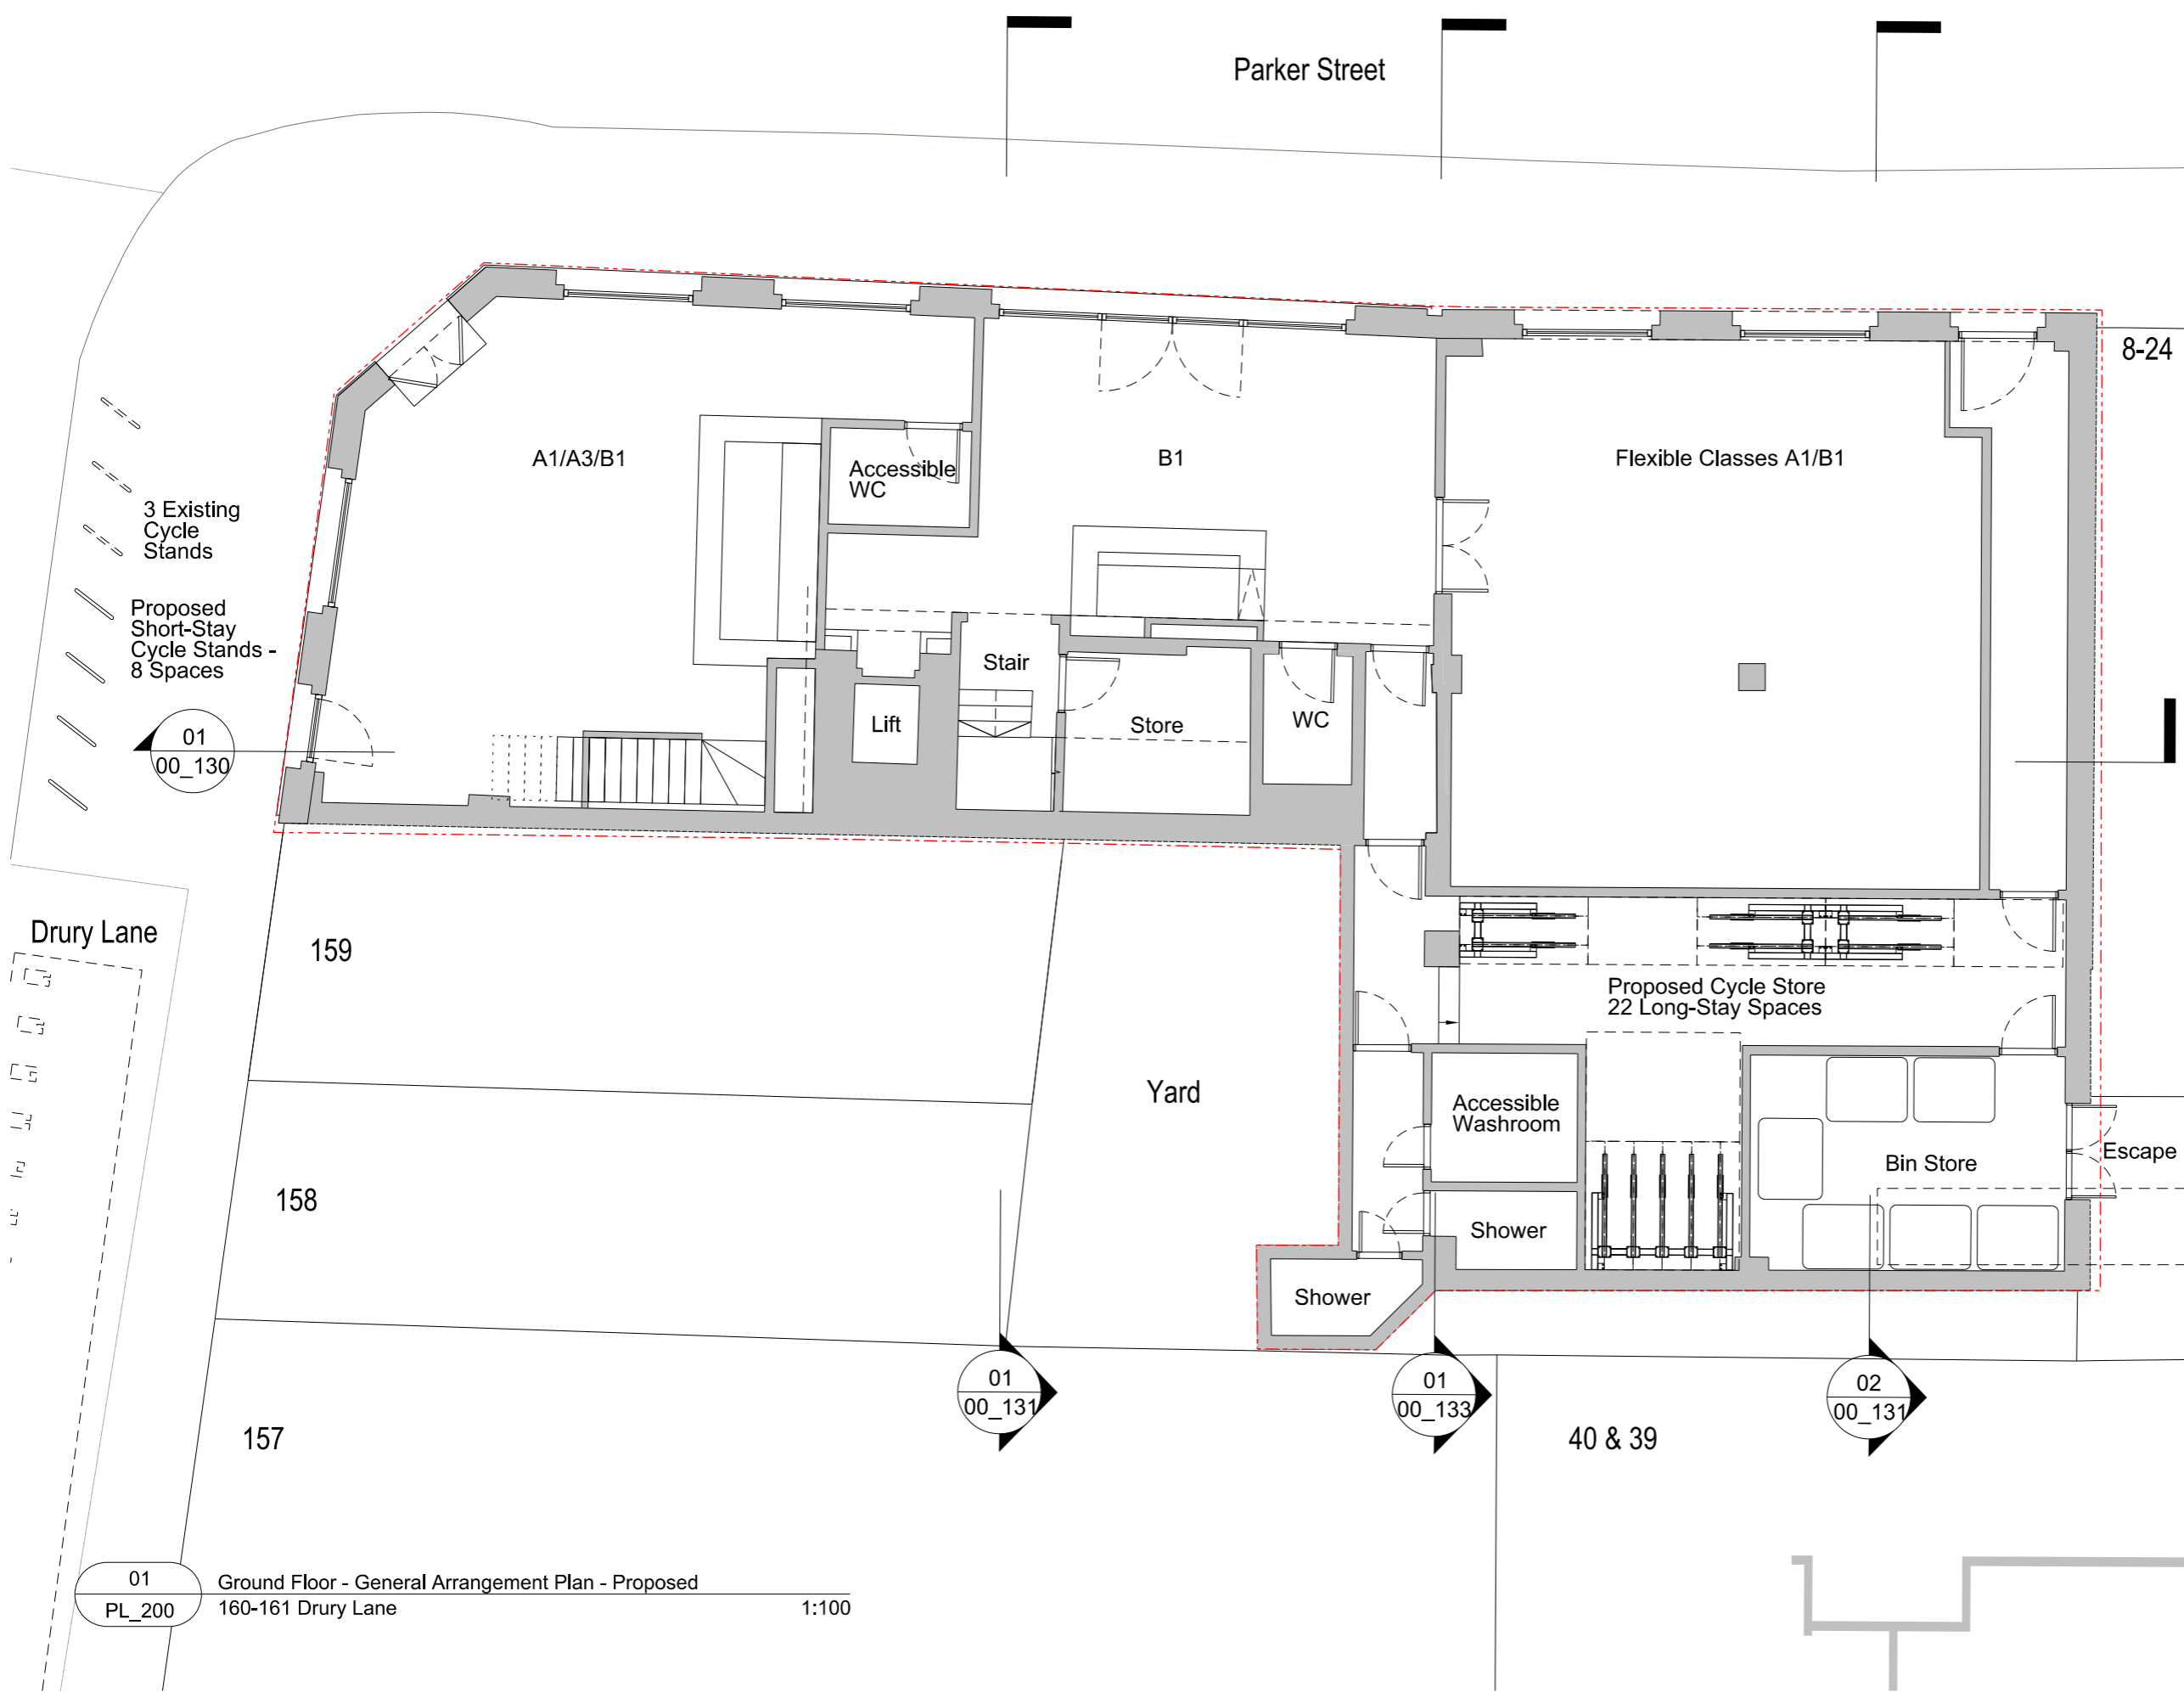 Parker Street
8-24
A1/A3/B1
Accessible
WC
B1
Flexible Classes A1/B1
3 Existing
Cycle
Stands
Proposed
Short-Stay
Cycle Stands -
8 Spaces
Stair
Lift
Store
WC
01
00_130
Drury Lane
159
Proposed Cycle Store
22 Long-Stay Spaces
Yard
Accessible
Washroom
Bin Store
Escape
158
Shower
Shower
01
00_131
01
00_133
02
00_131
157
40 & 39
01
PL_200
Ground Floor - General Arrangement Plan - Proposed
160-161 Drury Lane
1:100